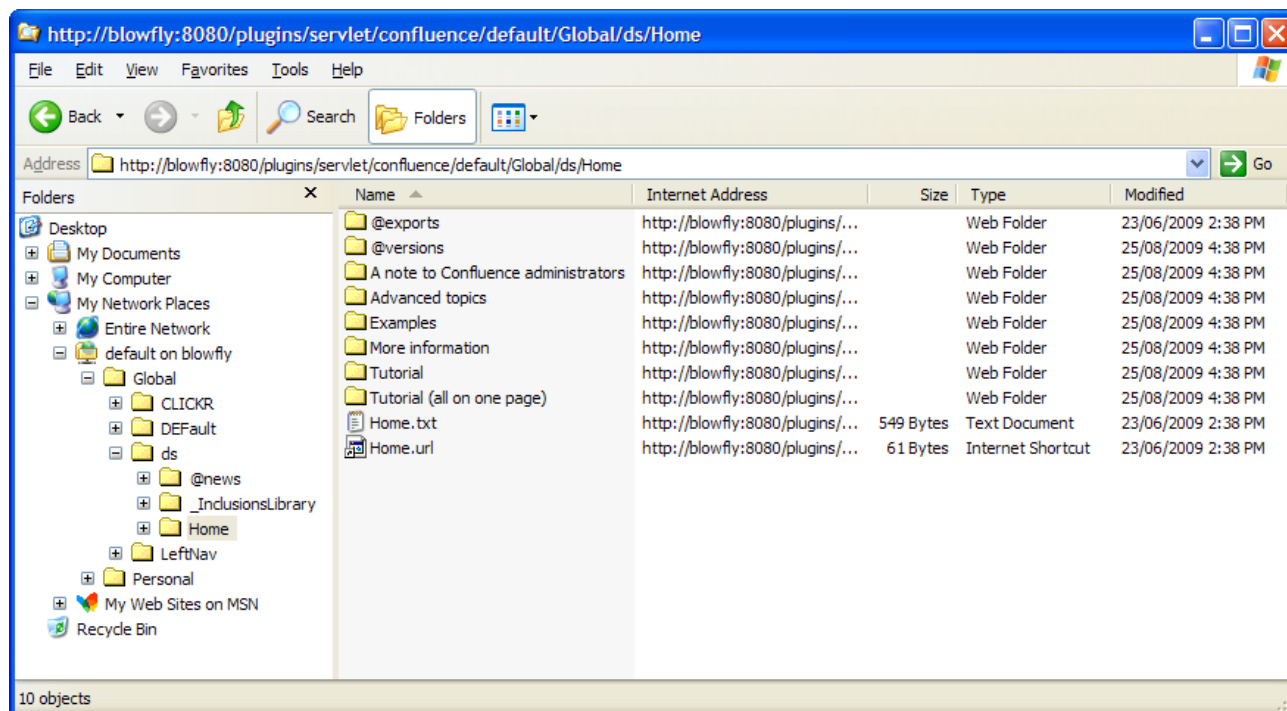 http://blowfly:8080/plugins/servlet/confluence/default/Global/ds/Home
File Edit View Favorites Tools Help
Back Search Folders
Address http://blowfly:8080/plugins/servlet/confluence/default/Global/ds/Home Go
Folders x Name Internet Address Size Type Modified
Desktop
My Documents
My Computer
My Network Places
Entire Network
default on blowfly
Global
CLICKR
DEFault
ds
@news
_InclusionsLibrary
Home
LeftNav
Personal
My Web Sites on MSN
Recycle Bin
@exports http://blowfly:8080/plugins/... Web Folder 23/06/2009 2:38 PM
@versions http://blowfly:8080/plugins/... Web Folder 25/08/2009 4:38 PM
A note to Confluence administrators http://blowfly:8080/plugins/... Web Folder 25/08/2009 4:38 PM
Advanced topics http://blowfly:8080/plugins/... Web Folder 25/08/2009 4:38 PM
Examples http://blowfly:8080/plugins/... Web Folder 25/08/2009 4:38 PM
More information http://blowfly:8080/plugins/... Web Folder 25/08/2009 4:38 PM
Tutorial http://blowfly:8080/plugins/... Web Folder 25/08/2009 4:38 PM
Tutorial (all on one page) http://blowfly:8080/plugins/... Web Folder 25/08/2009 4:38 PM
Home.txt http://blowfly:8080/plugins/... 549 Bytes Text Document 23/06/2009 2:38 PM
Home.url http://blowfly:8080/plugins/... 61 Bytes Internet Shortcut 23/06/2009 2:38 PM
10 objects